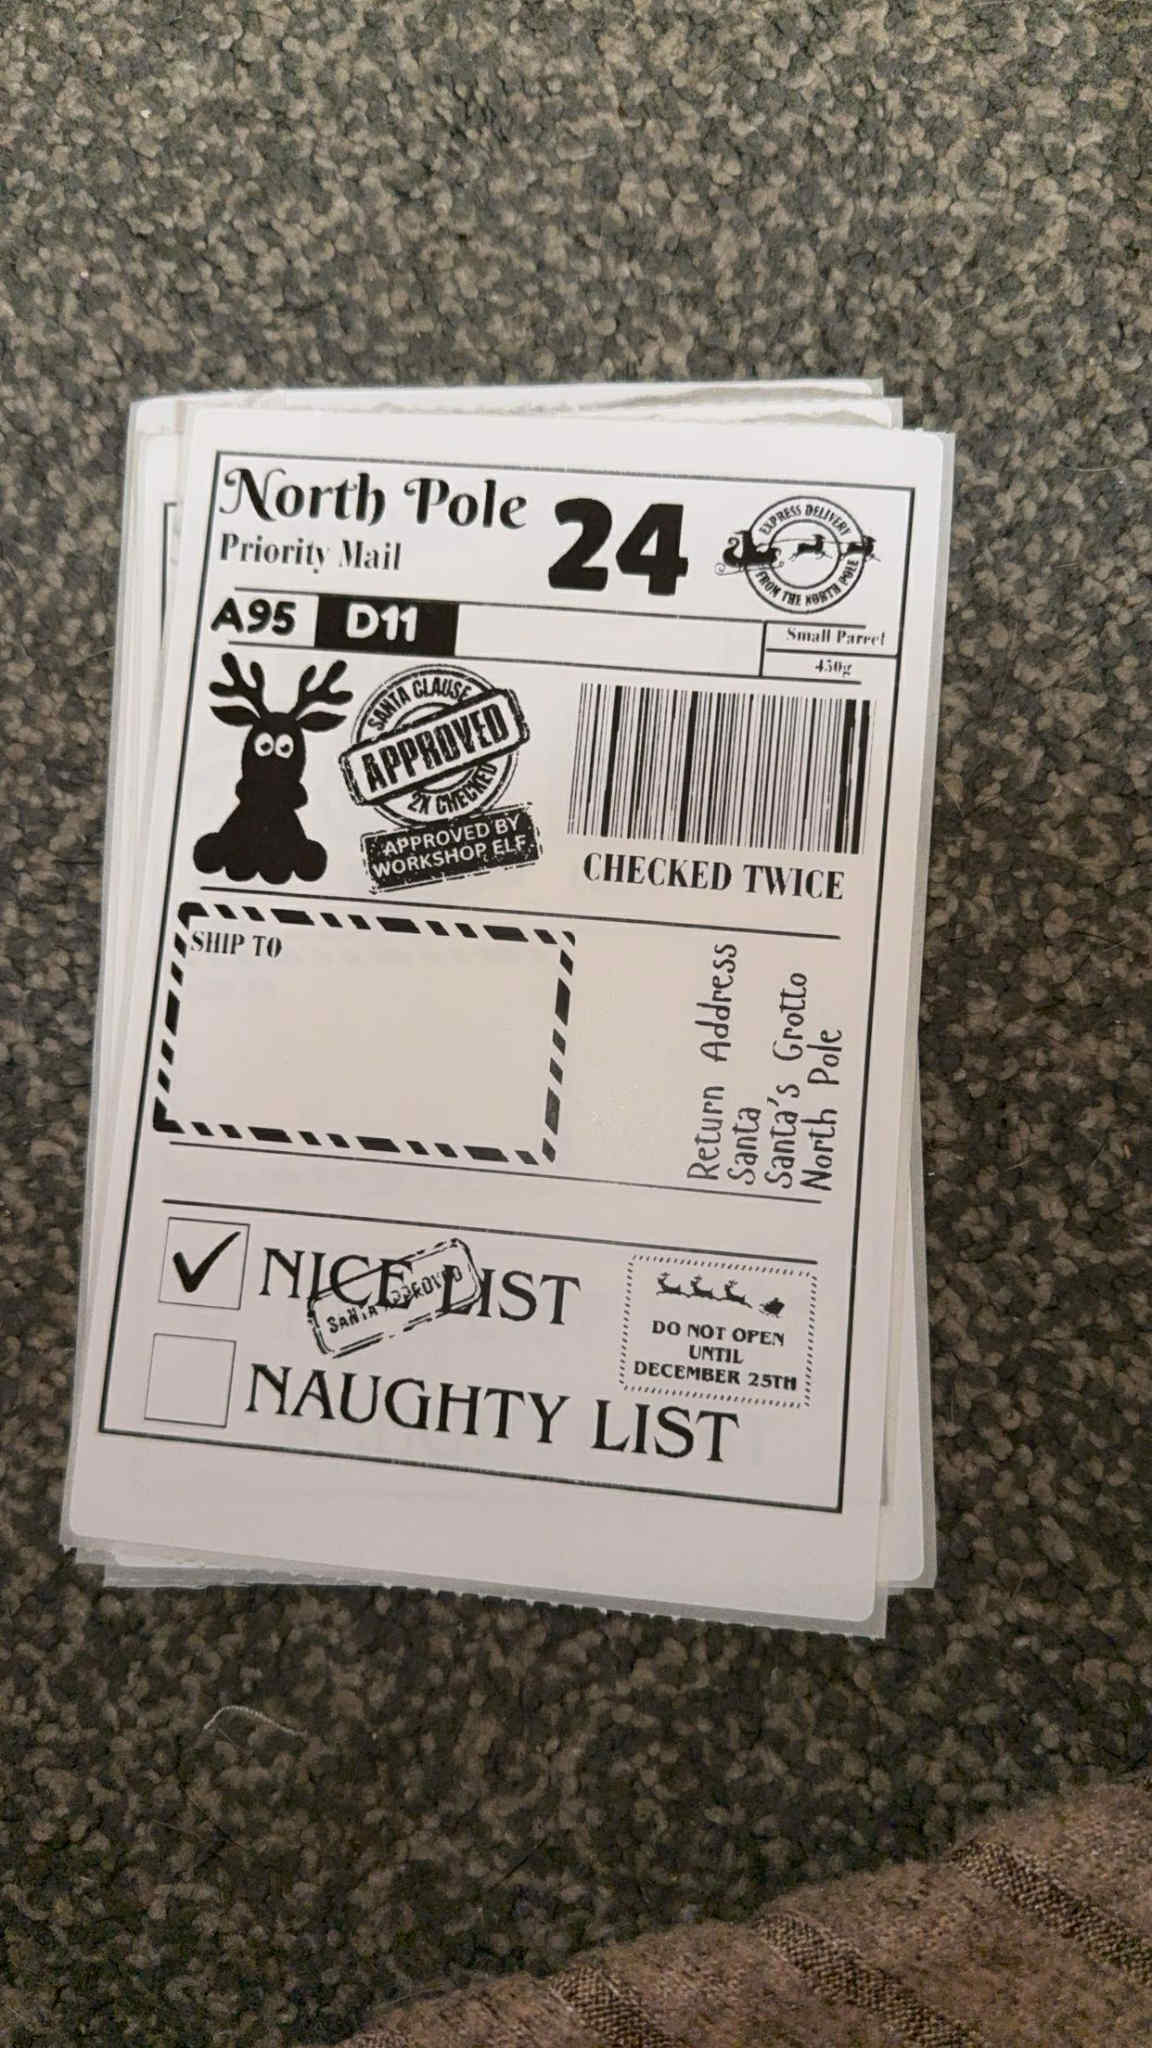 North Pole
Priority Mail
24
EXPRESS DELIVERY
FROM THE NORTH POLE
A95 D11
Small Parcel
450g
SANTA CLAUSE
APPROVED
2X CHECKED
APPROVED BY
WORKSHOP ELF
CHECKED TWICE
SHIP TO
Return Address
Santa
Santa's Grotto
North Pole
NICE LIST
SANTA APPROVED
DO NOT OPEN
UNTIL
DECEMBER 25TH
NAUGHTY LIST